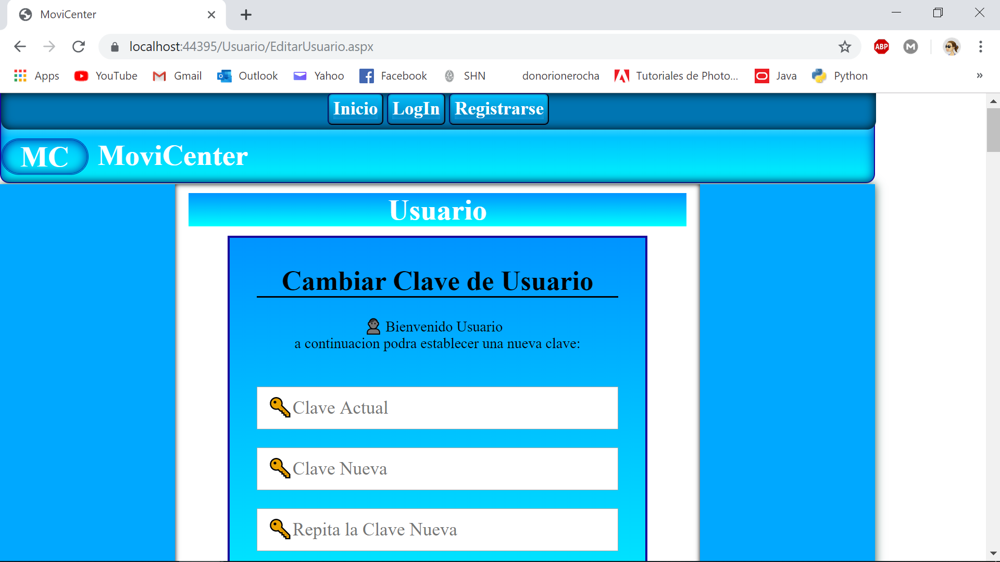 MoviCenter
localhost:44395/Usuario/EditarUsuario.aspx
ABP
M
Apps YouTube Gmail Outlook Yahoo Facebook SHN donorionerocha Tutoriales de Photo... Java Python »
Inicio LogIn Registrarse
MC MoviCenter
Usuario
Cambiar Clave de Usuario
Bienvenido Usuario
a continuacion podra establecer una nueva clave:
Clave Actual
Clave Nueva
Repita la Clave Nueva